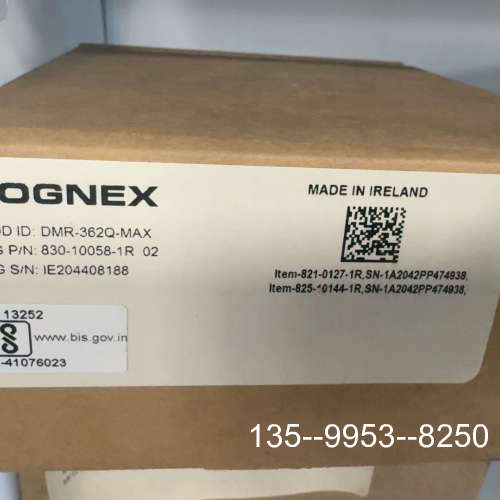 OGNEX
OD ID: DMR-362Q-MAX
G P/N: 830-10058-1R 02
G S/N: IE204408188
MADE IN IRELAND
Item-821-0127-1R,SN-1A2042PP474938,
Item-825-10144-1R,SN-1A2042PP474938,
13252
www.bis.gov.in
-41076023
135--9953--8250